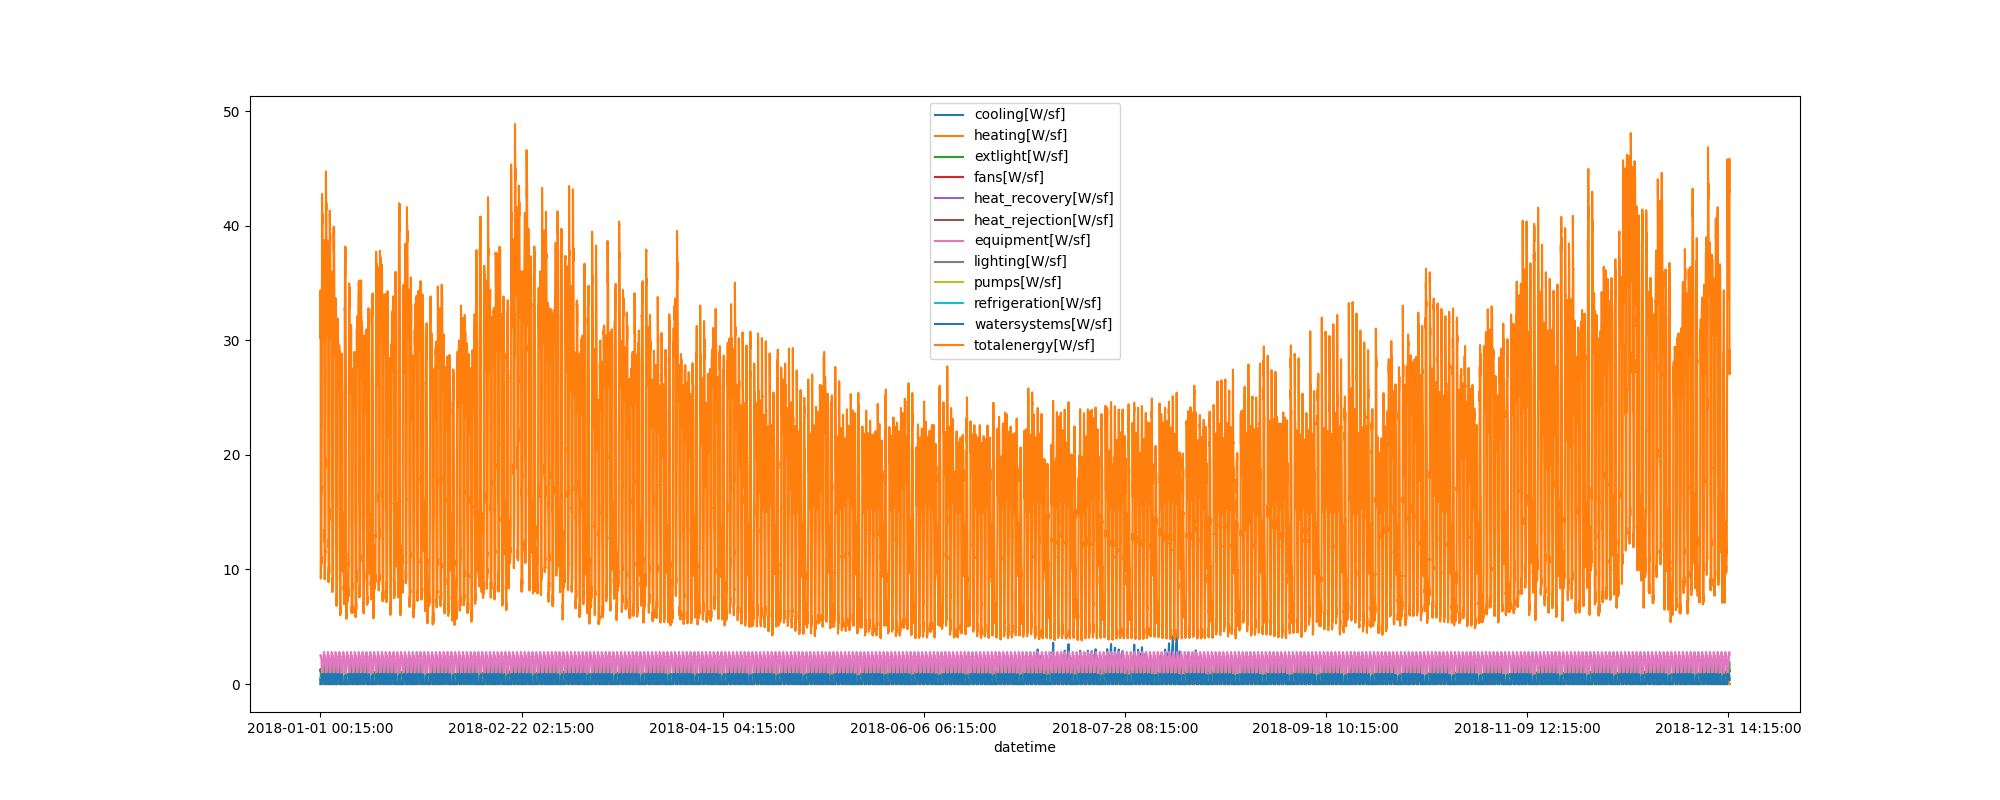 50
40
30
20
10
0
cooling[W/sf]
heating[W/sf]
extlight[W/sf]
fans[W/sf]
heat_recovery[W/sf]
heat_rejection[W/sf]
equipment[W/sf]
lighting[W/sf]
pumps[W/sf]
refrigeration[W/sf]
watersystems[W/sf]
totalenergy[W/sf]
2018-01-01 00:15:00 2018-02-22 02:15:00 2018-04-15 04:15:00 2018-06-06 06:15:00 2018-07-28 08:15:00 2018-09-18 10:15:00 2018-11-09 12:15:00 2018-12-31 14:15:00
datetime